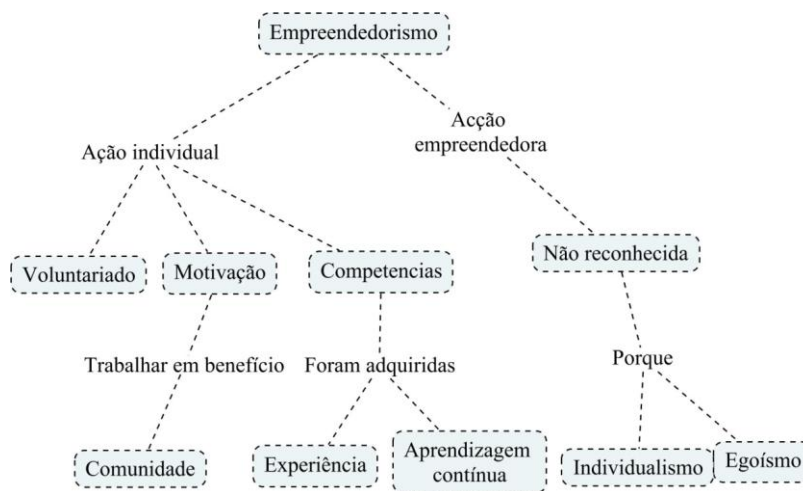 Empreendedorismo
Ação individual
Acção
empreendedora
Voluntariado
Motivação
Competencias
Não reconhecida
Trabalhar em benefício
Foram adquiridas
Porque
Comunidade
Experiência
Aprendizagem
contínua
Individualismo
Egoísmo